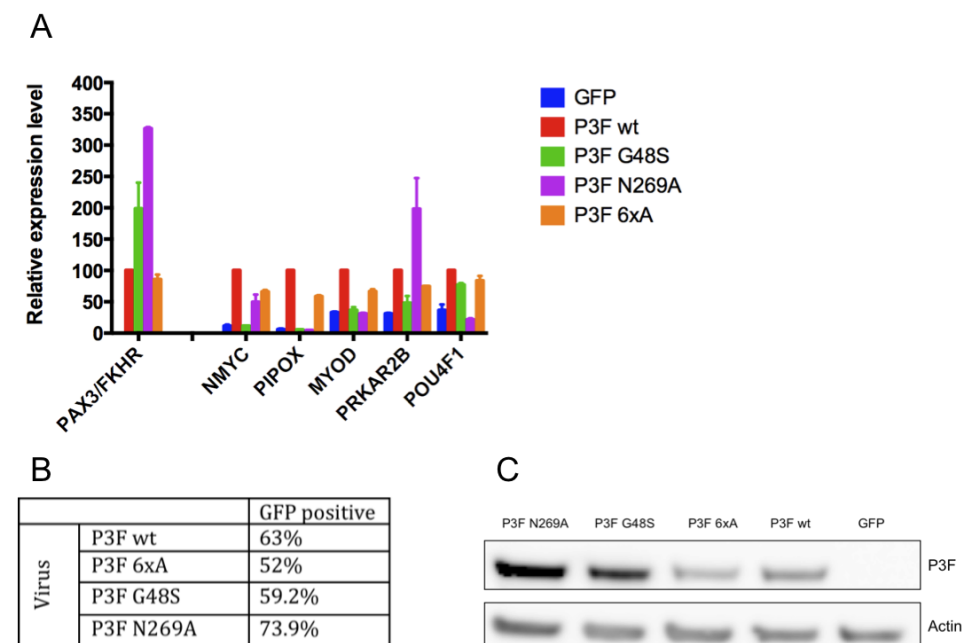 A
Relative expression level
400
350
300
250
200
150
100
50
0
PAX3/FKHR
NMYC
PIPOX
MYOD
PRKAR2B
POU4F1
GFP
P3F wt
P3F G48S
P3F N269A
P3F 6xA
B
GFP positive
Virus
P3F wt 63%
P3F 6xA 52%
P3F G48S 59.2%
P3F N269A 73.9%
C
P3F N269A P3F G48S P3F 6xA P3F wt GFP
P3F
Actin